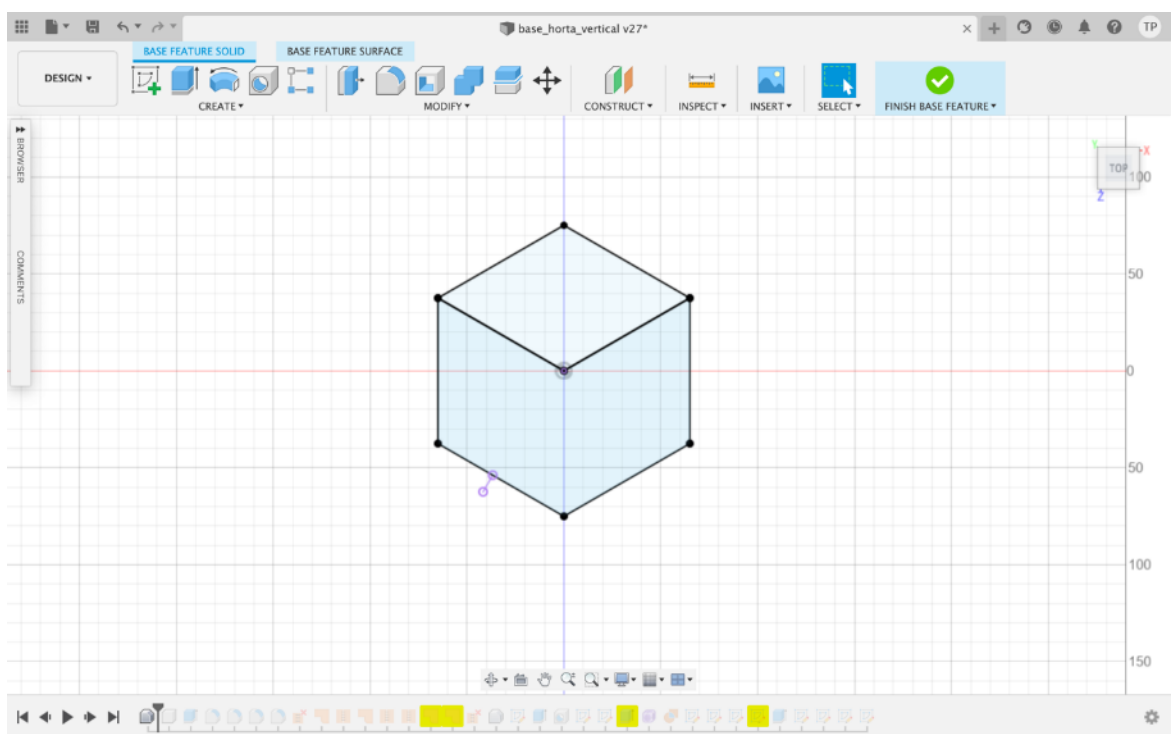 base_horta_vertical v27*
TP
BASE FEATURE SOLID
BASE FEATURE SURFACE
DESIGN
CREATE
MODIFY
CONSTRUCT
INSPECT
INSERT
SELECT
FINISH BASE FEATURE
BROWSER
COMMENTS
Y
X
TOP
Z
100
50
0
50
100
150